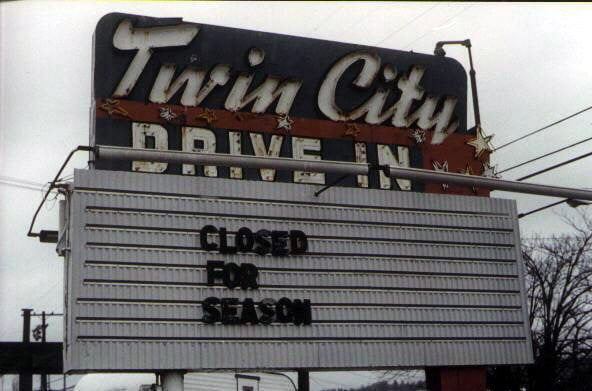 Twin City
DRIVE IN
CLOSED
FOR
SEASON